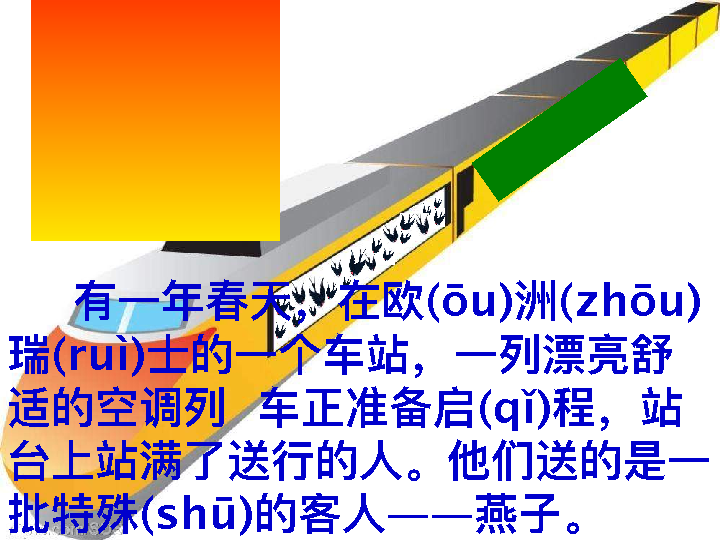 有一年春天，在欧(ōu)洲(zhōu)
瑞(ruì)士的一个车站，一列漂亮舒
适的空调列 车正准备启(qǐ)程，站
台上站满了送行的人。他们送的是一
批特殊(shū)的客人——燕子。